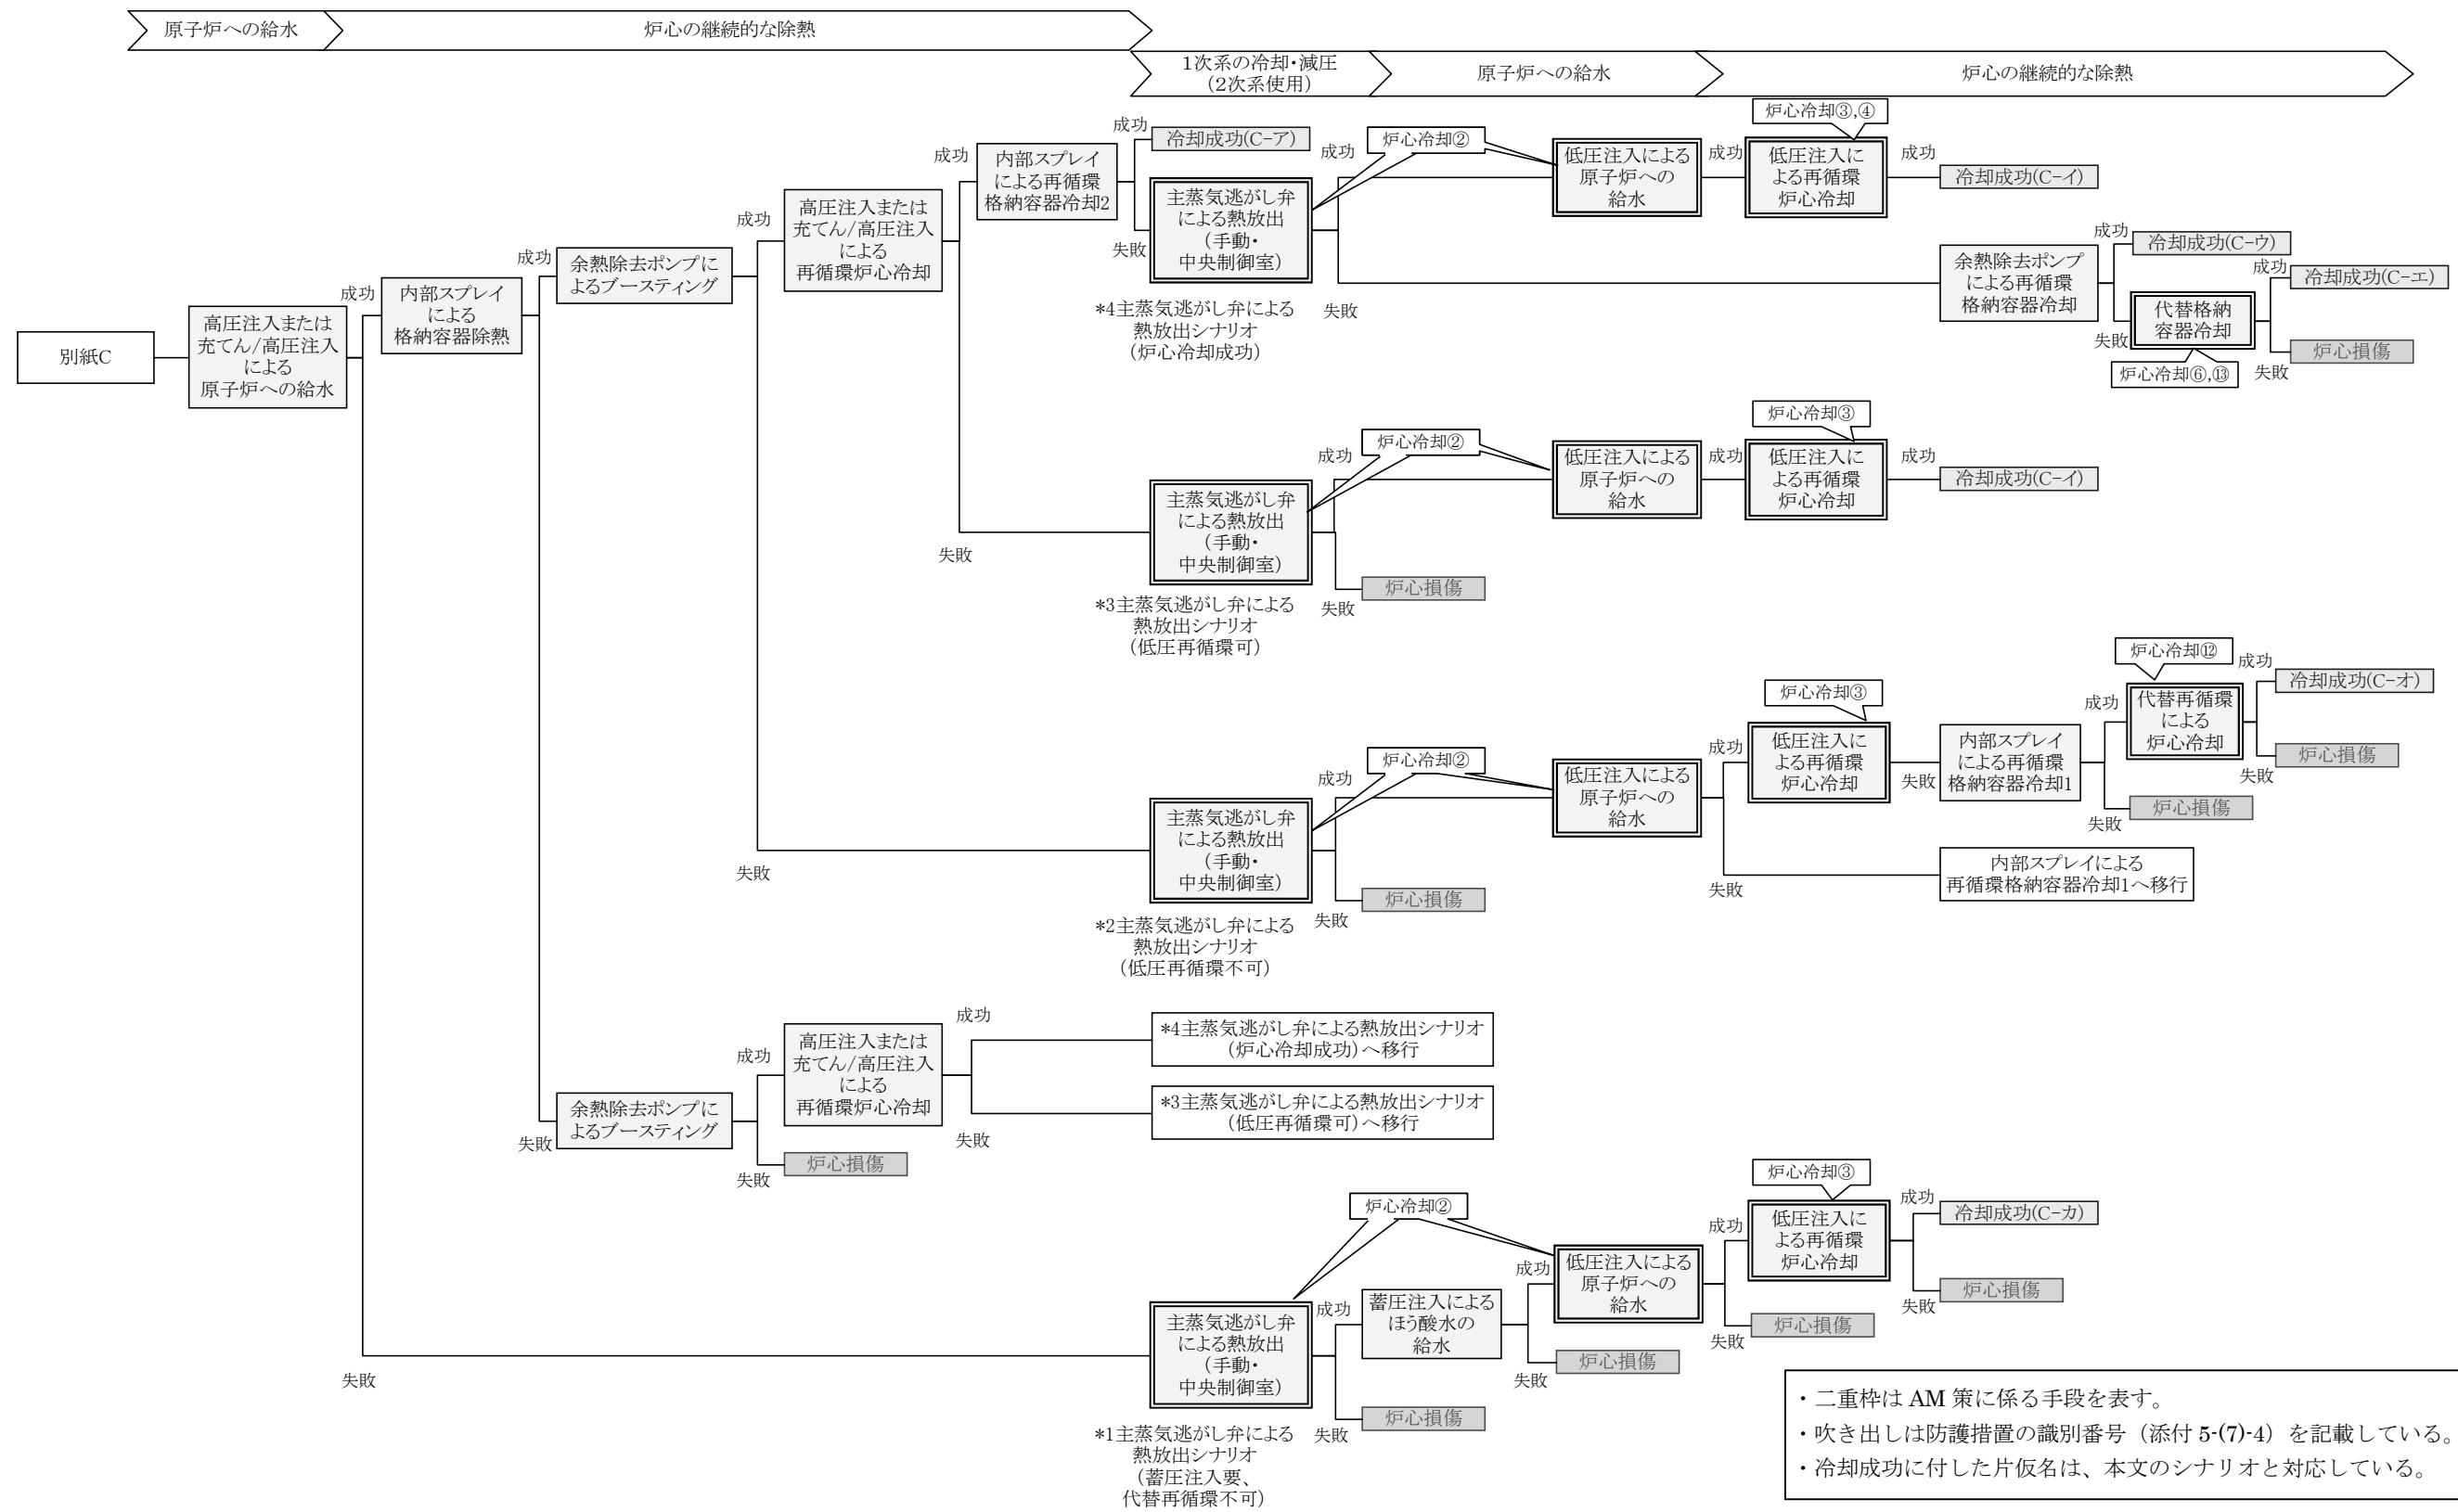 原子炉への給水
炉心の継続的な除熱
1次系の冷却・減圧
（2次系使用）
原子炉への給水
炉心の継続的な除熱
別紙C
高圧注入または
充てん/高圧注入
による
原子炉への給水
成功
失敗
内部スプレイ
による
格納容器除熱
成功
失敗
余熱除去ポンプに
よるブースティング
成功
失敗
高圧注入または
充てん/高圧注入
による
再循環炉心冷却
成功
失敗
内部スプレイ
による再循環
格納容器冷却2
成功
失敗
冷却成功(C-ア)
主蒸気逃がし弁
による熱放出
（手動・
中央制御室）
*4主蒸気逃がし弁による
熱放出シナリオ
（炉心冷却成功）
成功
失敗
炉心冷却②
低圧注入による
原子炉への
給水
成功
炉心冷却③,④
低圧注入に
よる再循環
炉心冷却
成功
冷却成功(C-イ)
余熱除去ポンプ
による再循環
格納容器冷却
成功
失敗
冷却成功(C-ウ)
代替格納
容器冷却
炉心冷却⑥,⑬
成功
失敗
冷却成功(C-エ)
炉心損傷
主蒸気逃がし弁
による熱放出
（手動・
中央制御室）
*3主蒸気逃がし弁による
熱放出シナリオ
（低圧再循環可）
成功
失敗
炉心冷却②
炉心損傷
低圧注入による
原子炉への
給水
成功
炉心冷却③
低圧注入に
よる再循環
炉心冷却
成功
冷却成功(C-イ)
主蒸気逃がし弁
による熱放出
（手動・
中央制御室）
*2主蒸気逃がし弁による
熱放出シナリオ
（低圧再循環不可）
成功
失敗
炉心冷却②
炉心損傷
低圧注入による
原子炉への
給水
成功
失敗
炉心冷却③
低圧注入に
よる再循環
炉心冷却
失敗
内部スプレイ
による再循環
格納容器冷却1
成功
失敗
炉心冷却⑫
代替再循環
による
炉心冷却
成功
失敗
冷却成功(C-オ)
炉心損傷
炉心損傷
内部スプレイによる
再循環格納容器冷却1へ移行
余熱除去ポンプに
よるブースティング
成功
失敗
高圧注入または
充てん/高圧注入
による
再循環炉心冷却
炉心損傷
成功
失敗
*4主蒸気逃がし弁による熱放出シナリオ
（炉心冷却成功）へ移行
*3主蒸気逃がし弁による熱放出シナリオ
（低圧再循環可）へ移行
主蒸気逃がし弁
による熱放出
（手動・
中央制御室）
*1主蒸気逃がし弁による
熱放出シナリオ
（蓄圧注入要、
代替再循環不可）
成功
失敗
炉心冷却②
蓄圧注入による
ほう酸水の
給水
炉心損傷
成功
失敗
低圧注入による
原子炉への
給水
炉心損傷
成功
失敗
炉心冷却③
低圧注入に
よる再循環
炉心冷却
炉心損傷
成功
失敗
冷却成功(C-カ)
炉心損傷
・二重枠は AM 策に係る手段を表す。
・吹き出しは防護措置の識別番号（添付 5-(7)-4）を記載している。
・冷却成功に付した片仮名は、本文のシナリオと対応している。